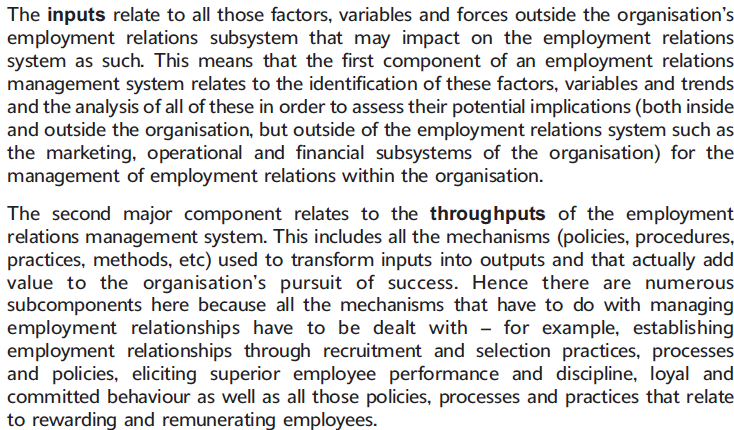 The inputs relate to all those factors, variables and forces outside the organisation's
employment relations subsystem that may impact on the employment relations
system as such. This means that the first component of an employment relations
management system relates to the identification of these factors, variables and trends
and the analysis of all of these in order to assess their potential implications (both inside
and outside the organisation, but outside of the employment relations system such as
the marketing, operational and financial subsystems of the organisation) for the
management of employment relations within the organisation.
The second major component relates to the throughputs of the employment
relations management system. This includes all the mechanisms (policies, procedures,
practices, methods, etc) used to transform inputs into outputs and that actually add
value to the organisation's pursuit of success. Hence there are numerous
subcomponents here because all the mechanisms that have to do with managing
employment relationships have to be dealt with – for example, establishing
employment relationships through recruitment and selection practices, processes
and policies, eliciting superior employee performance and discipline, loyal and
committed behaviour as well as all those policies, processes and practices that relate
to rewarding and remunerating employees.